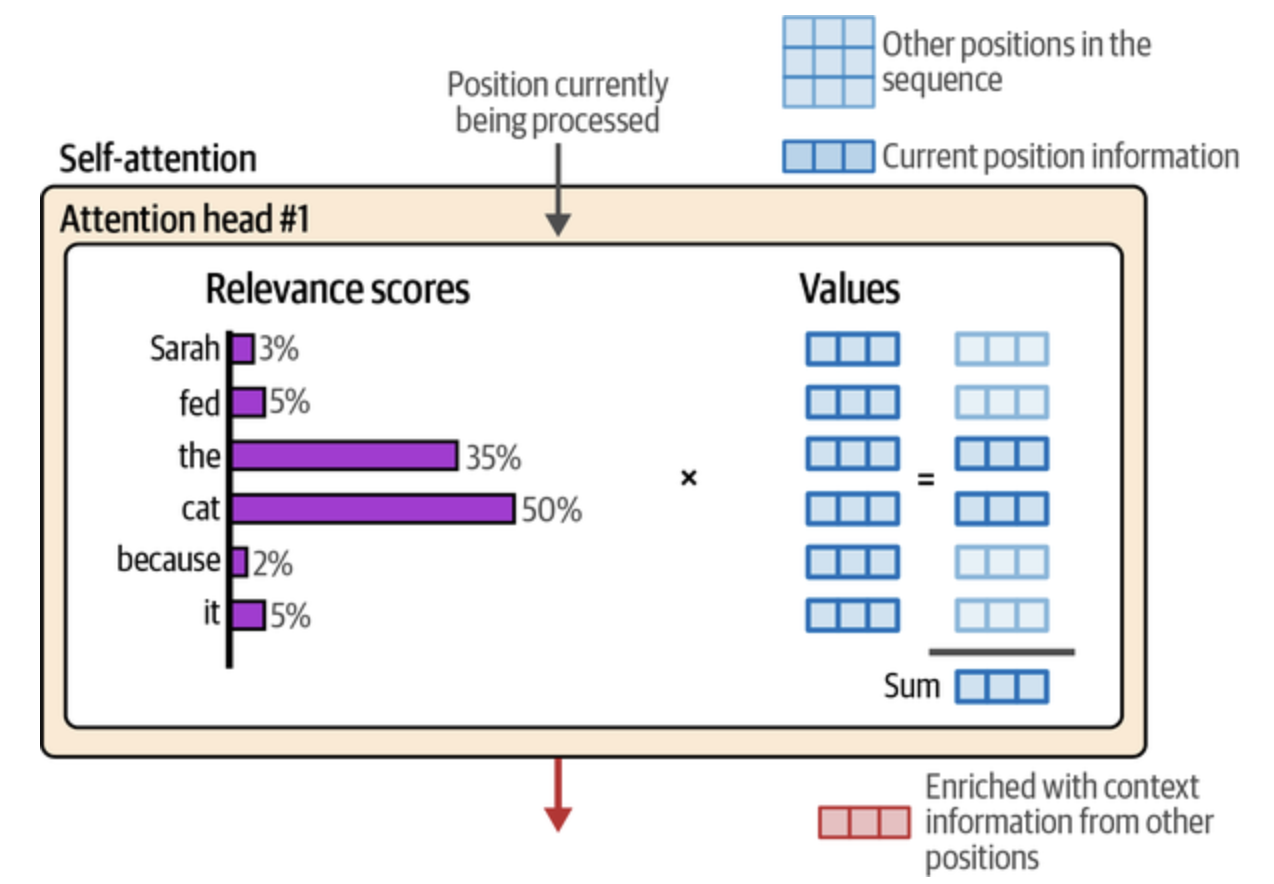 Other positions in the
sequence
Position currently
being processed
Current position information
Self-attention
Attention head #1
Relevance scores
Values
Sarah 3%
fed 5%
the 35%
cat 50%
× =
because 2%
it 5%
Sum
Enriched with context
information from other
positions